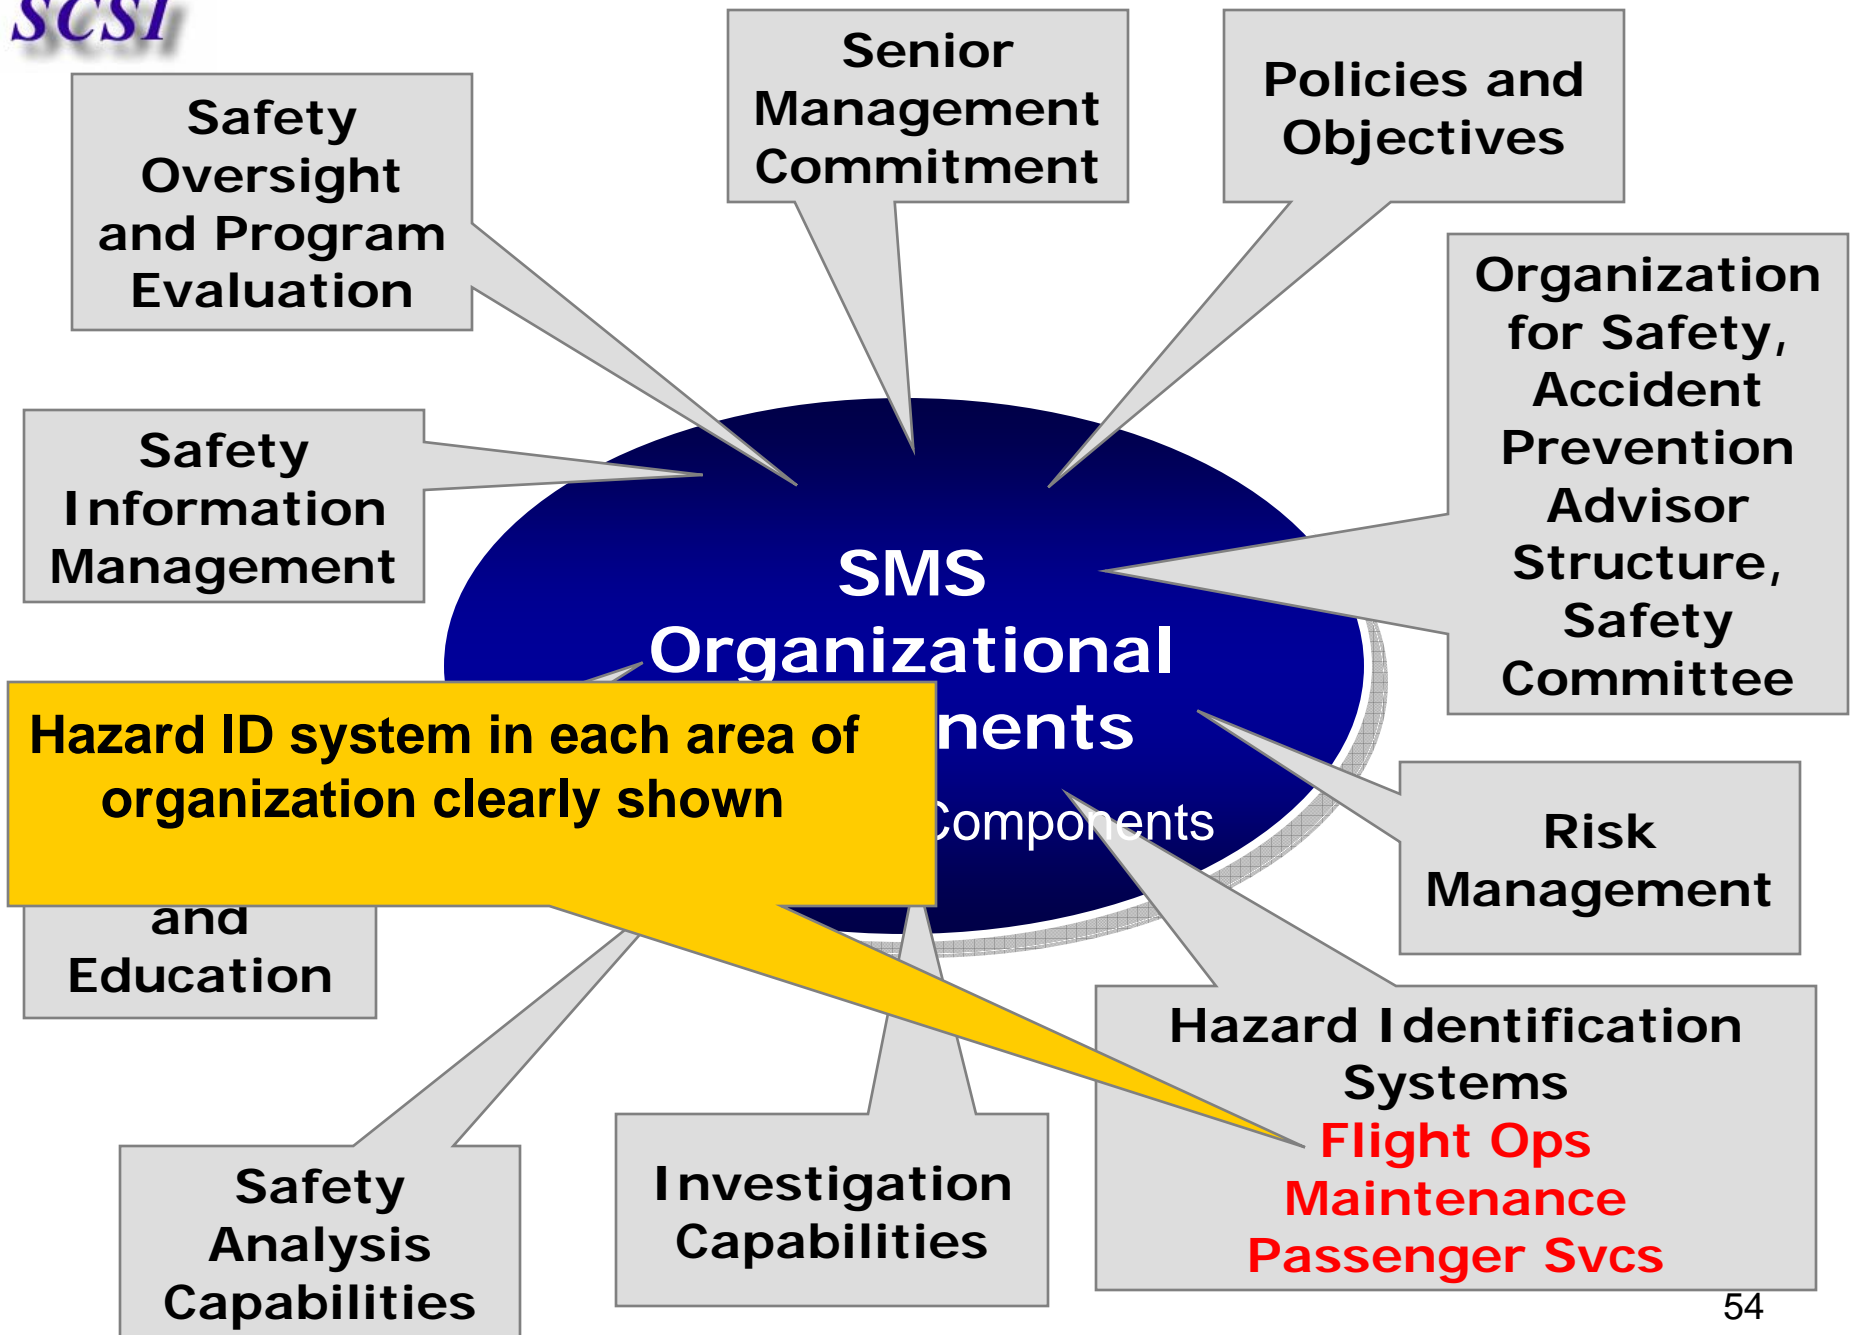 SCSI
Senior
Management
Commitment
Policies and
Objectives
Safety
Oversight
and Program
Evaluation
Organization
for Safety,
Accident
Prevention
Advisor
Structure,
Safety
Committee
Safety
Information
Management
SMS
Organizational
nents
Components
Hazard ID system in each area of
organization clearly shown
and
Education
Risk
Management
Hazard Identification
Systems
Flight Ops
Maintenance
Passenger Svcs
Investigation
Capabilities
Safety
Analysis
Capabilities
54